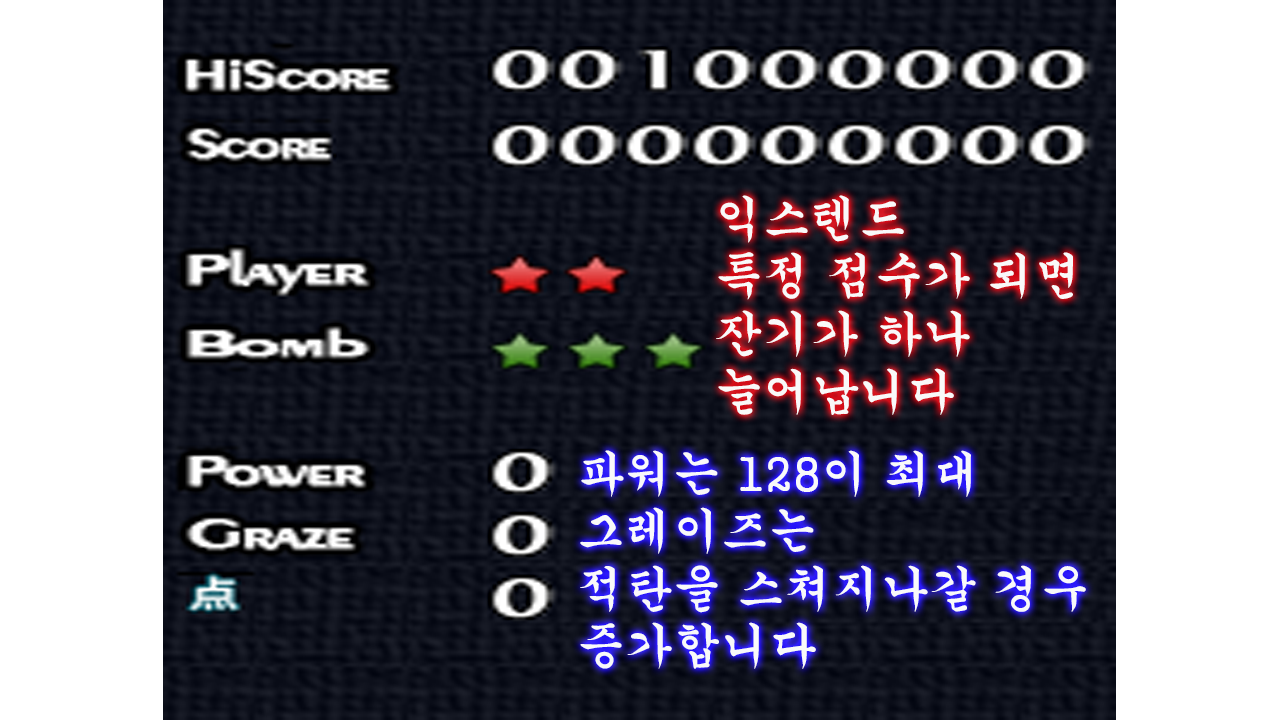 HiScore 001000000
Score 000000000
익스텐드
특정 점수가 되면
잔기가 하나
늘어납니다
Player ★★
Bomb ★★★
Power 0 파워는 128이 최대
Graze 0 그레이즈는
点 0 적탄을 스쳐지나갈 경우
증가합니다